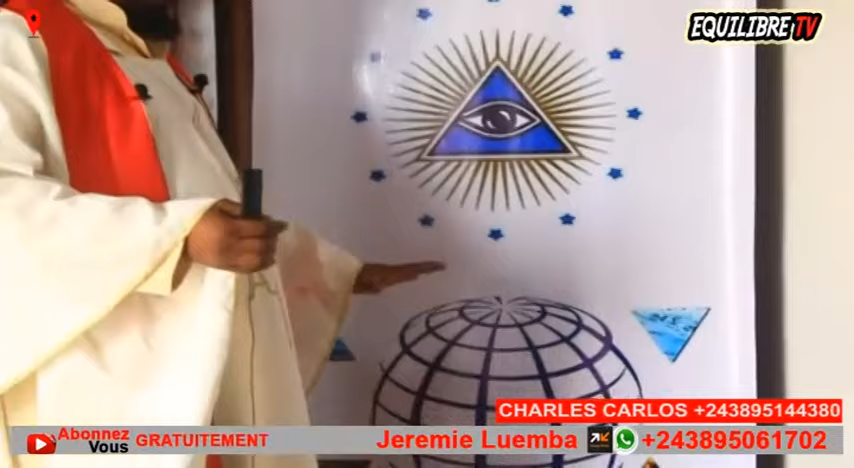 EQUILIBRE TV
CHARLES CARLOS +243895144380
Abonnez
Vous
GRATUITEMENT
Jeremie Luemba
+243895061702